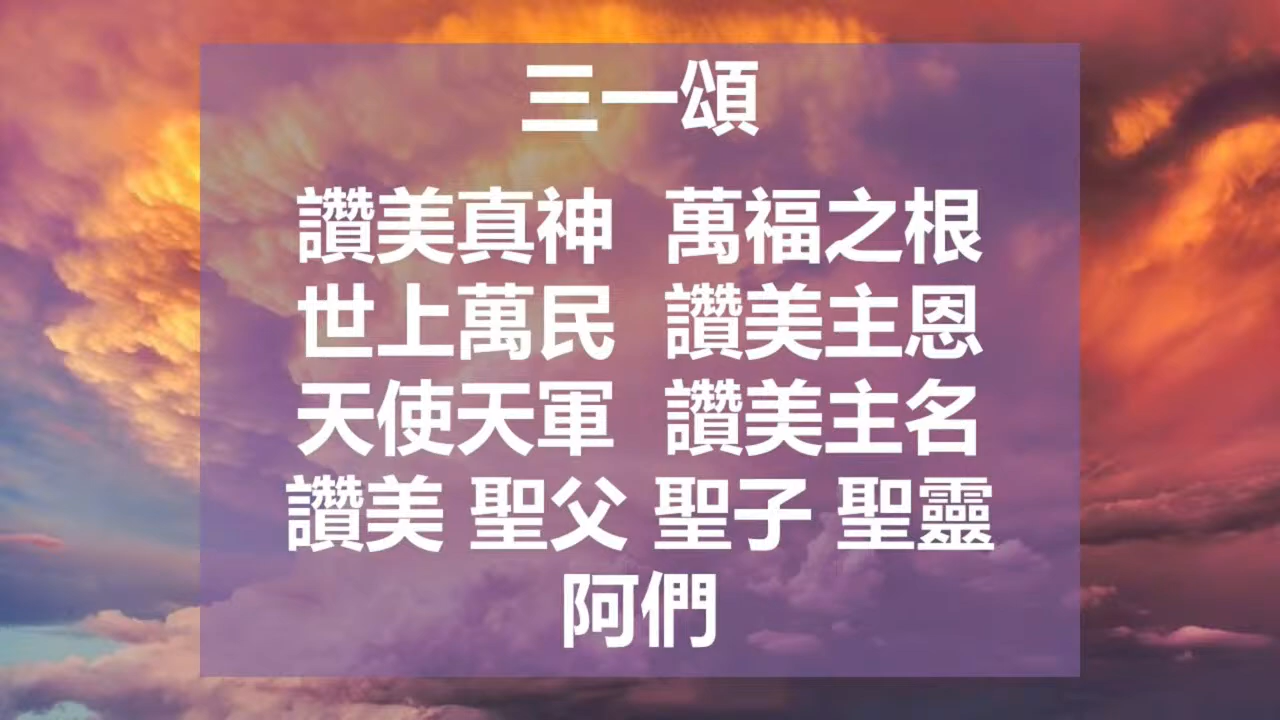 三一頌
讚美真神 萬福之根
世上萬民 讚美主恩
天使天軍 讚美主名
讚美 聖父 聖子 聖靈
阿們